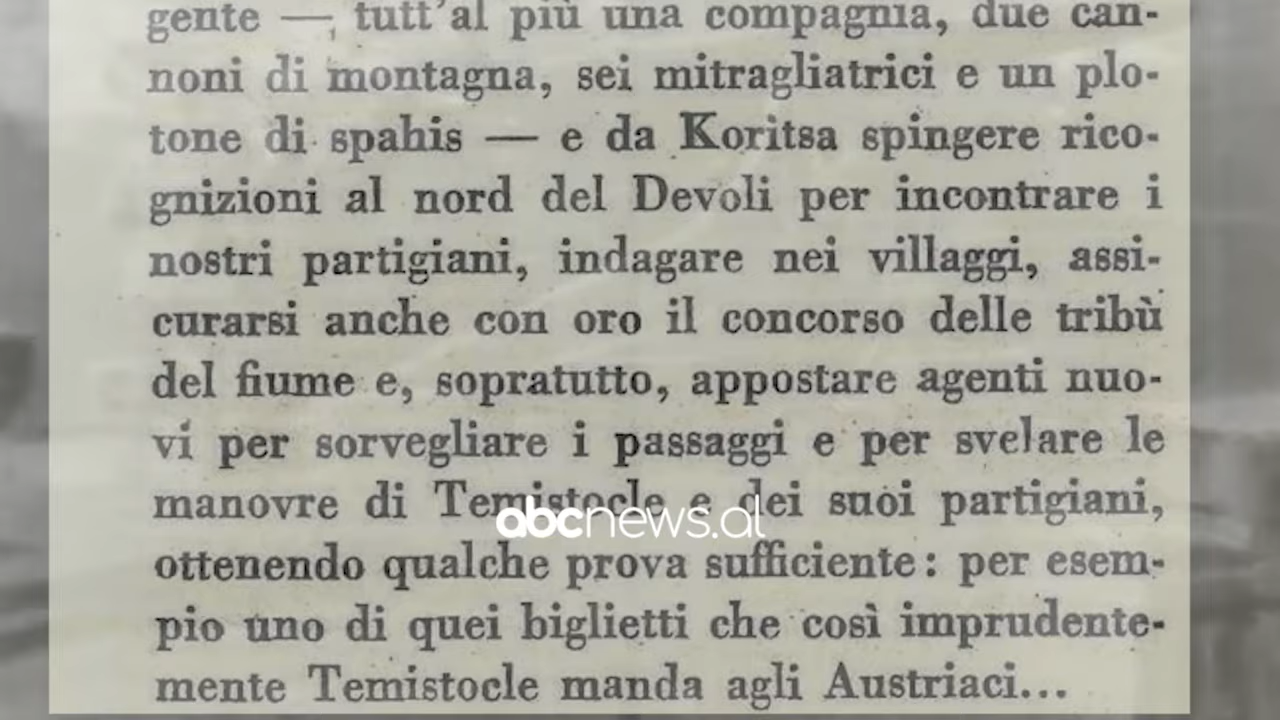 gente — tutt'al più una compagnia, due can-
noni di montagna, sei mitragliatrici e un plo-
tone di spahis — e da Koritsa spingere rico-
gnizioni al nord del Devoli per incontrare i
nostri partigiani, indagare nei villaggi, assi-
curarsi anche con oro il concorso delle tribù
del fiume e, sopratutto, appostare agenti nuo-
vi per sorvegliare i passaggi e per svelare le
manovre di Temistocle e dei suoi partigiani,
abcnews.al
ottenendo qualche prova sufficiente: per esem-
pio uno di quei biglietti che così imprudente-
mente Temistocle manda agli Austriaci...